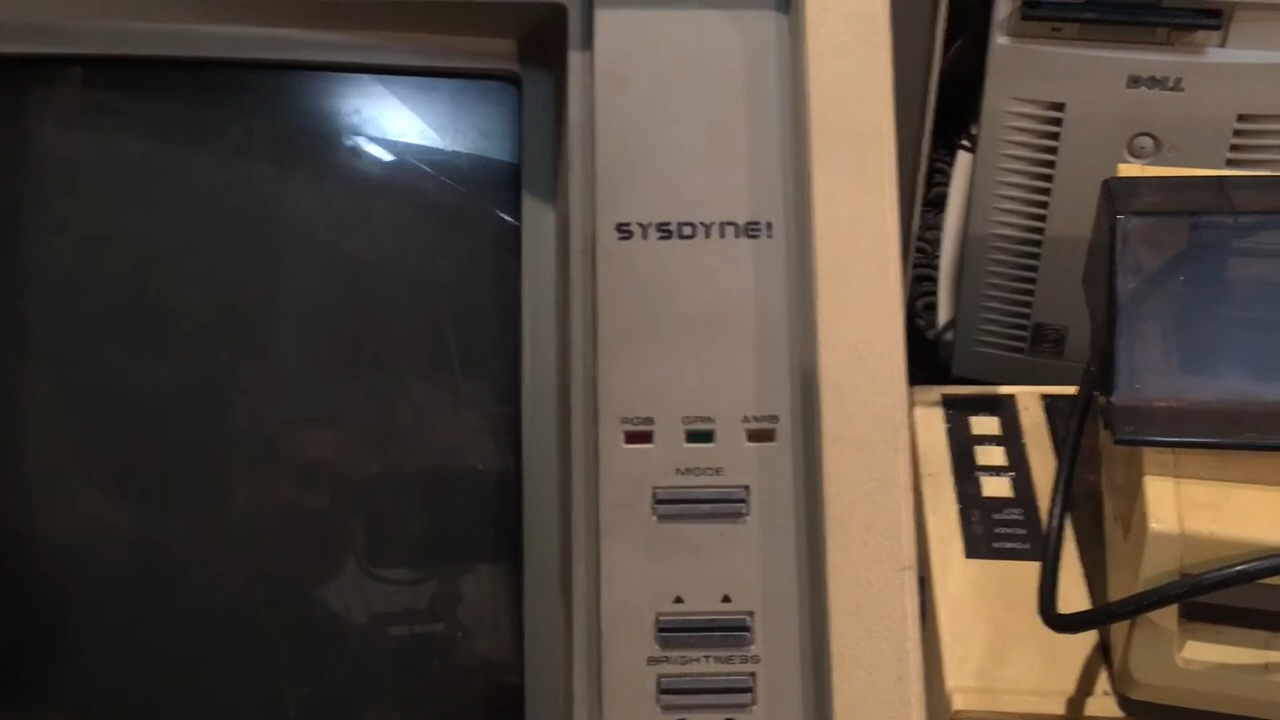 SYSDYNE!
DELL
RGB GRN AMB
MODE
BRIGHTNESS